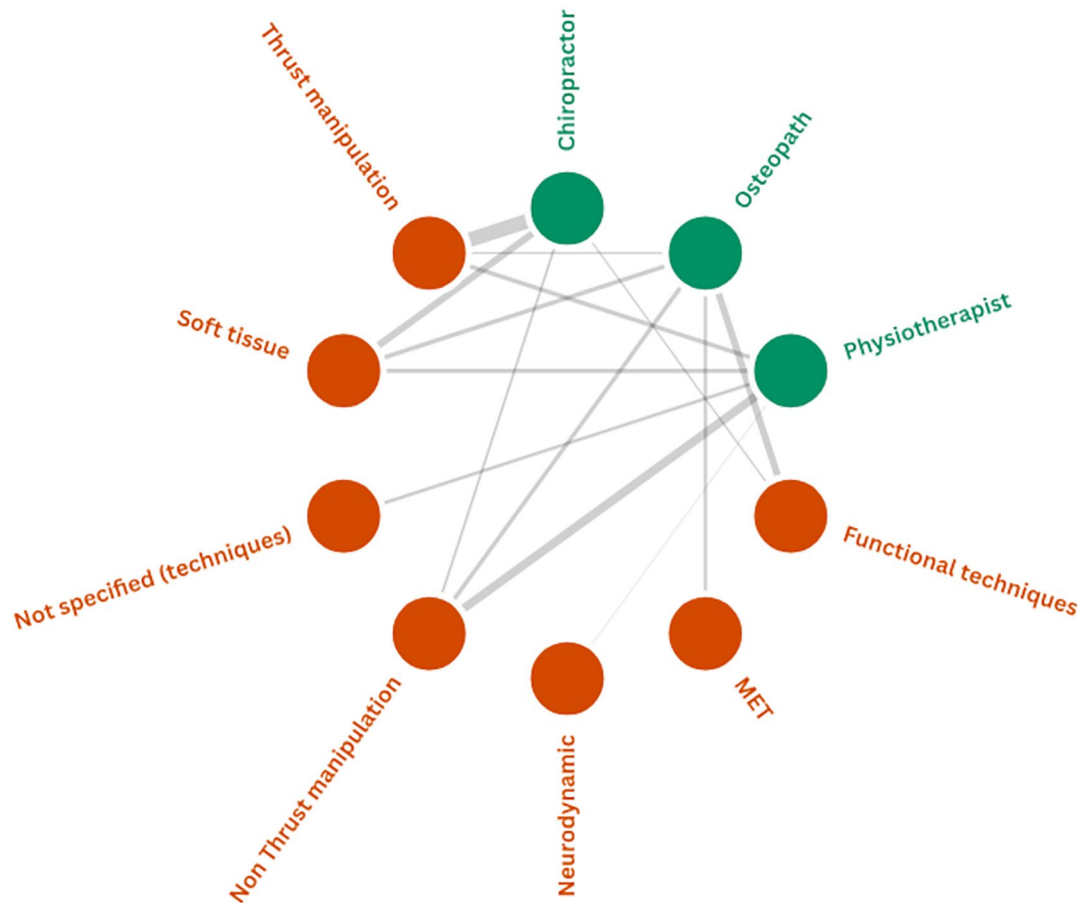 Chiropractor
Osteopath
Physiotherapist
Functional techniques
MET
Neurodynamic
Non Thrust manipulation
Not specified (techniques)
Soft tissue
Thrust manipulation